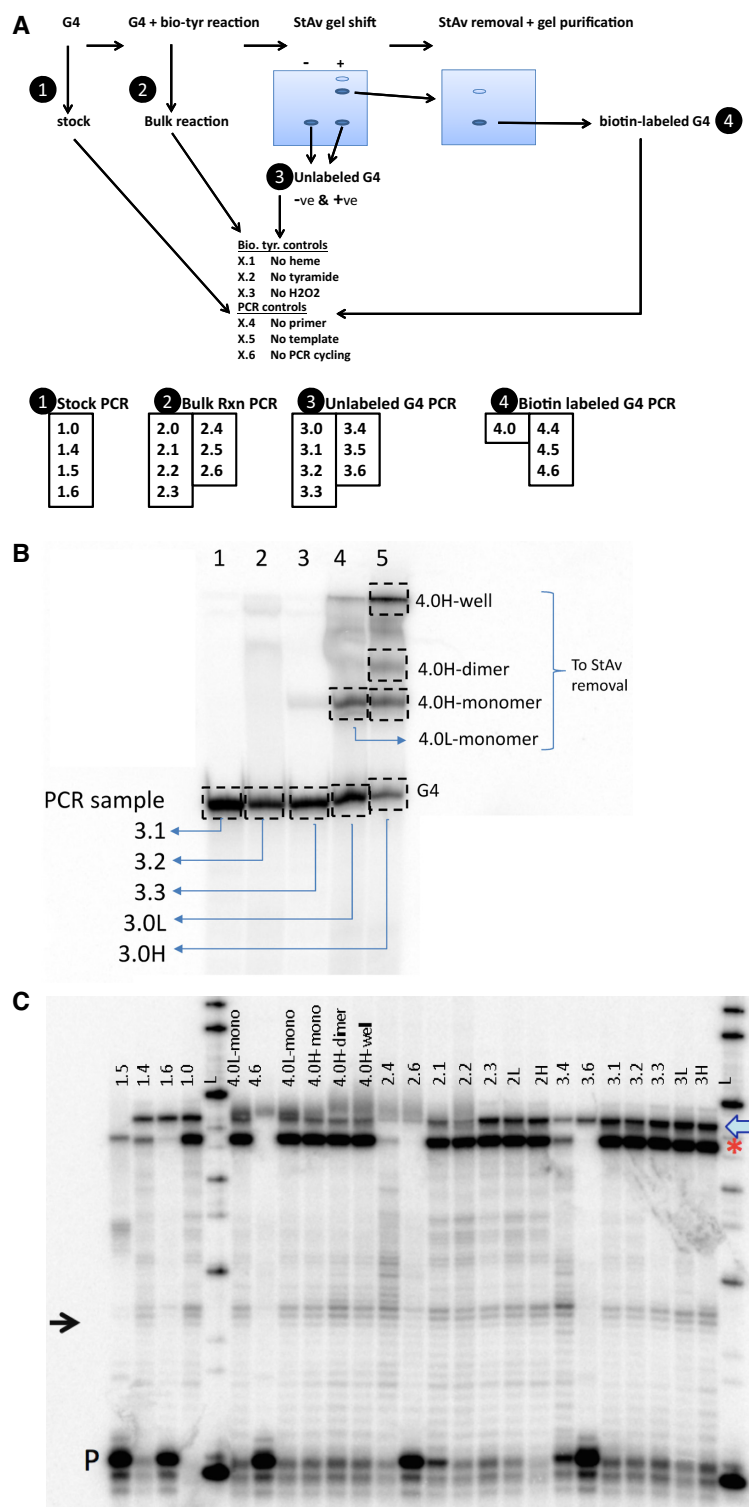 A
G4
G4 + bio-tyr reaction
StAv gel shift
StAv removal + gel purification
- +
1
2
stock
Bulk reaction
biotin-labeled G4 4
3 Unlabeled G4
-ve & +ve
Bio. tyr. controls
X.1 No heme
X.2 No tyramide
X.3 No H2O2
PCR controls
X.4 No primer
X.5 No template
X.6 No PCR cycling
1 Stock PCR
2 Bulk Rxn PCR
3 Unlabeled G4 PCR
4 Biotin labeled G4 PCR
1.0 2.0 2.4 3.0 3.4 4.0 4.4
1.4 2.1 2.5 3.1 3.5 4.5
1.5 2.2 2.6 3.2 3.6 4.6
1.6 2.3 3.3
B
1 2 3 4 5
4.0H-well
4.0H-dimer
To StAv
removal
4.0H-monomer
4.0L-monomer
G4
PCR sample
3.1
3.2
3.3
3.0L
3.0H
C
1.5
1.4
1.6
1.0
L
4.0L-mono
4.6
4.0L-mono
4.0H-mono
4.0H-dimer
4.0H-well
2.4
2.6
2.1
2.2
2.3
2L
2H
3.4
3.6
3.1
3.2
3.3
3L
3H
L
*
P